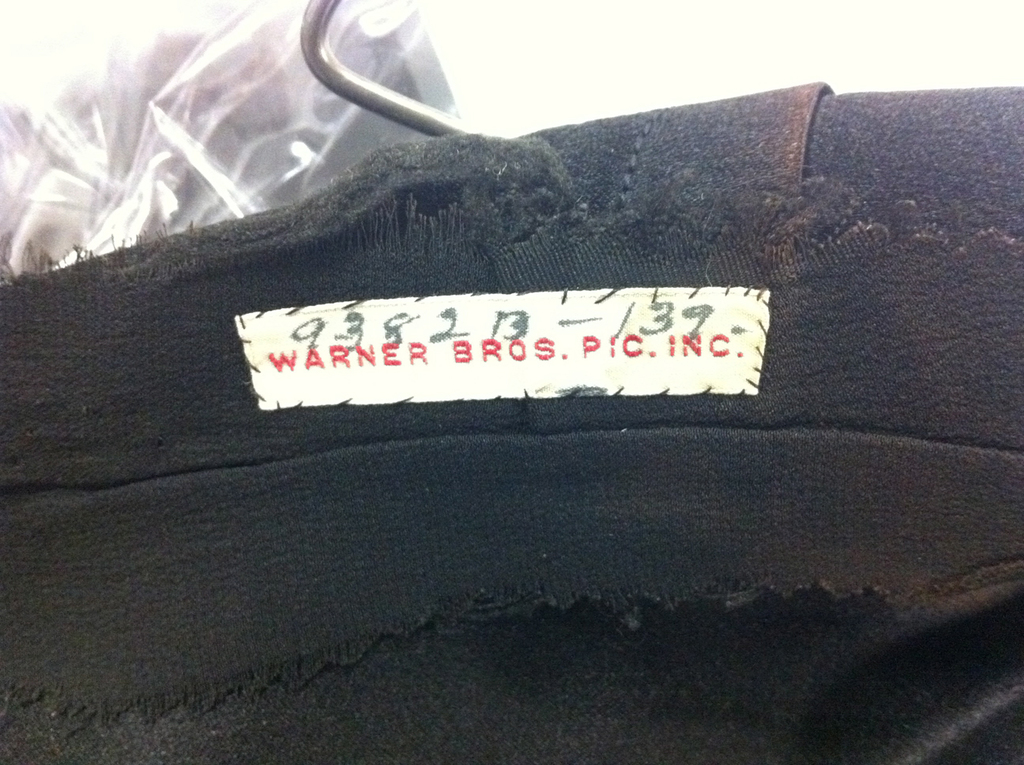 9382B-139-
WARNER BROS. PIC. INC.